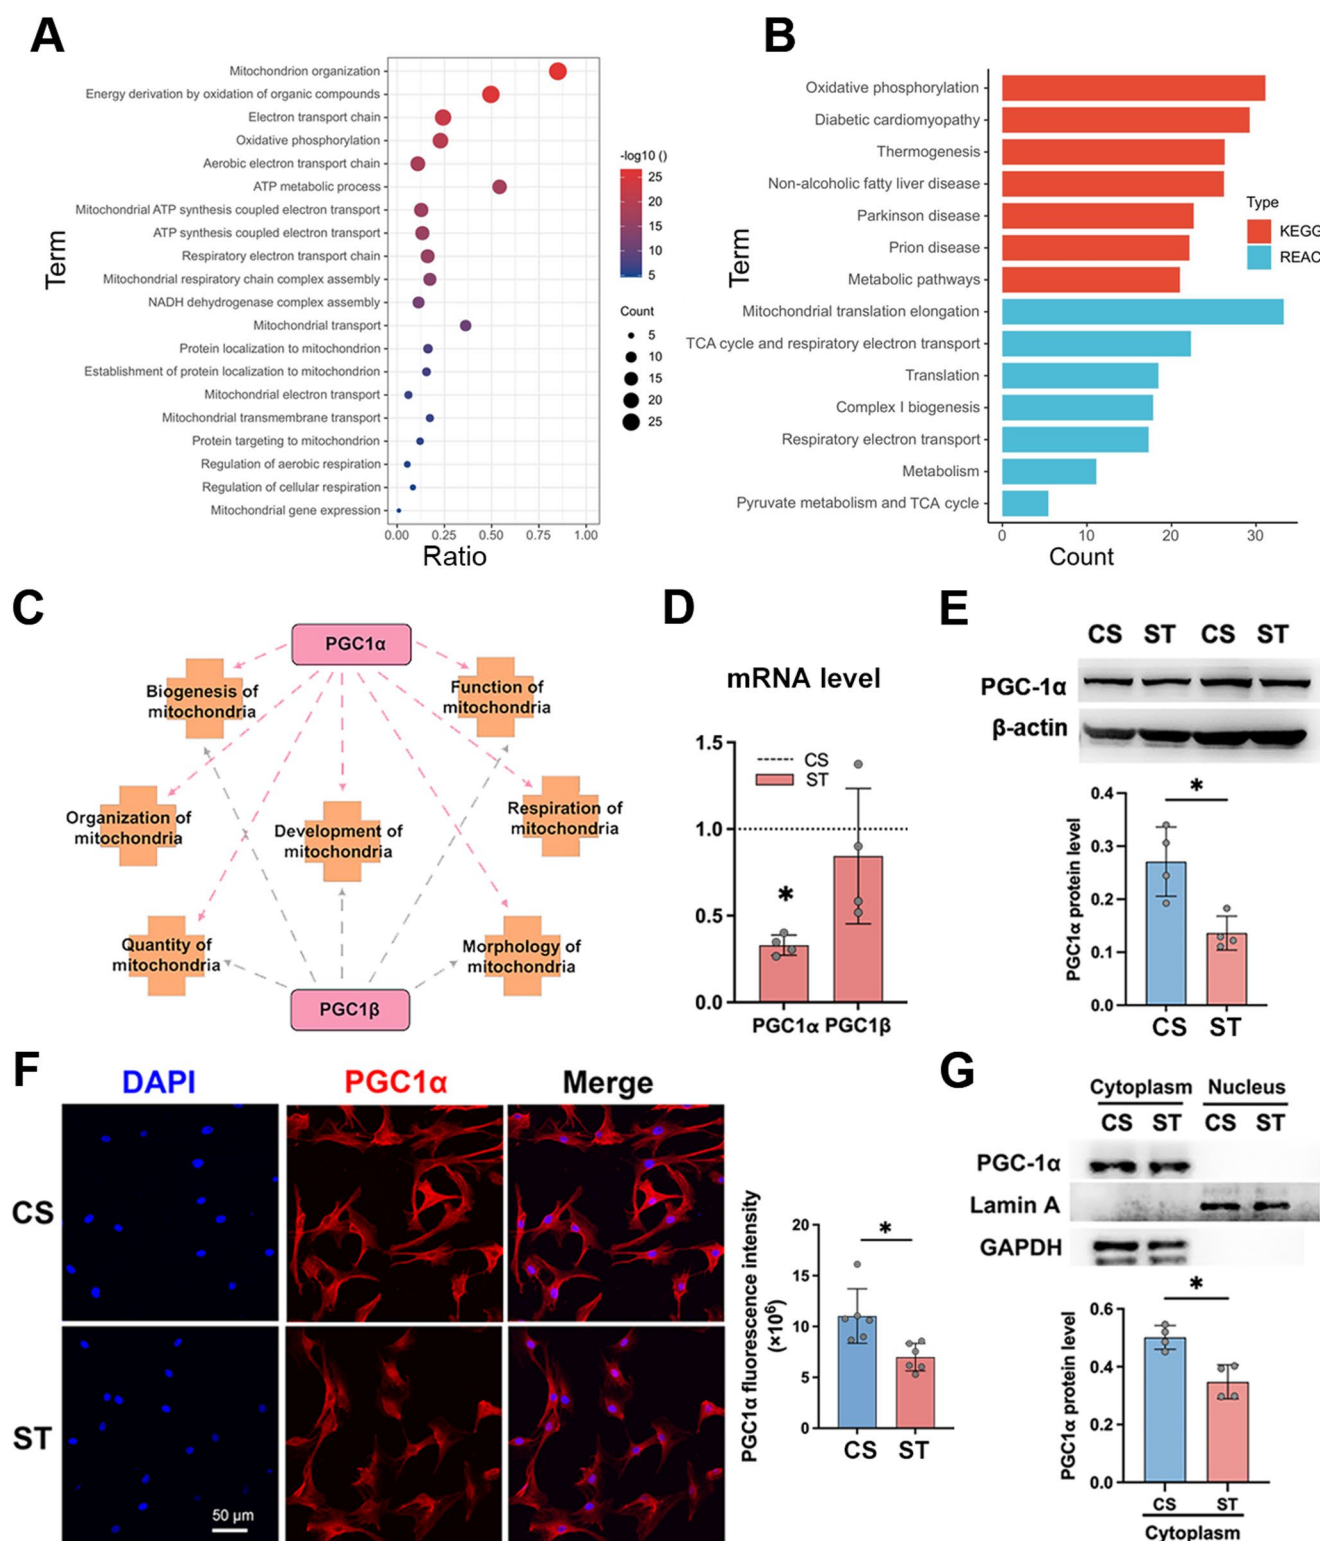 A
Mitochondrion organization
Energy derivation by oxidation of organic compounds
Electron transport chain
Oxidative phosphorylation
Aerobic electron transport chain
ATP metabolic process
Mitochondrial ATP synthesis coupled electron transport
ATP synthesis coupled electron transport
Respiratory electron transport chain
Mitochondrial respiratory chain complex assembly
NADH dehydrogenase complex assembly
Mitochondrial transport
Protein localization to mitochondrion
Establishment of protein localization to mitochondrion
Mitochondrial electron transport
Mitochondrial transmembrane transport
Protein targeting to mitochondrion
Regulation of aerobic respiration
Regulation of cellular respiration
Mitochondrial gene expression
Term
0.00 0.25 0.50 0.75 1.00
Ratio
-log10 ()
25
20
15
10
5
Count
5
10
15
20
25
B
Oxidative phosphorylation
Diabetic cardiomyopathy
Thermogenesis
Non-alcoholic fatty liver disease
Parkinson disease
Prion disease
Metabolic pathways
Mitochondrial translation elongation
TCA cycle and respiratory electron transport
Translation
Complex I biogenesis
Respiratory electron transport
Metabolism
Pyruvate metabolism and TCA cycle
Term
0 10 20 30
Count
Type
KEGG
REAC
C
PGC1α
Biogenesis of
mitochondria
Function of
mitochondria
Organization of
mitochondria
Development of
mitochondria
Respiration of
mitochondria
Quantity of
mitochondria
Morphology of
mitochondria
PGC1β
D
mRNA level
1.5
1.0
0.5
0.0
CS
ST
*
PGC1α PGC1β
E
CS ST CS ST
PGC-1α
β-actin
PGC1α protein level
0.4
0.3
0.2
0.1
0.0
*
CS ST
F
DAPI PGC1α Merge
CS
ST
50 μm
PGC1α fluorescence intensity
(×10⁶)
20
15
10
5
0
*
CS ST
G
Cytoplasm Nucleus
CS ST CS ST
PGC-1α
Lamin A
GAPDH
PGC1α protein level
0.6
0.4
0.2
0.0
*
CS ST
Cytoplasm